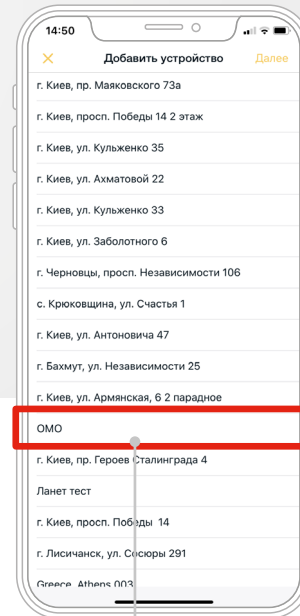 14:50
Добавить устройство Далее
г. Киев, пр. Маяковского 73а
г. Киев, просп. Победы 14 2 этаж
г. Киев, ул. Кульженко 35
г. Киев, ул. Ахматовой 22
г. Киев, ул. Кульженко 33
г. Киев, ул. Заболотного 6
г. Черновцы, просп. Независимости 106
с. Крюковщина, ул. Счастья 1
г. Киев, ул. Антоновича 47
г. Бахмут, ул. Независимости 25
г. Киев, ул. Армянская, 6 2 парадное
ОМО
г. Киев, пр. Героев Сталинграда 4
Ланет тест
г. Киев, просп. Победы 14
г. Лисичанск, ул. Сосюры 291
Greece, Athens 003